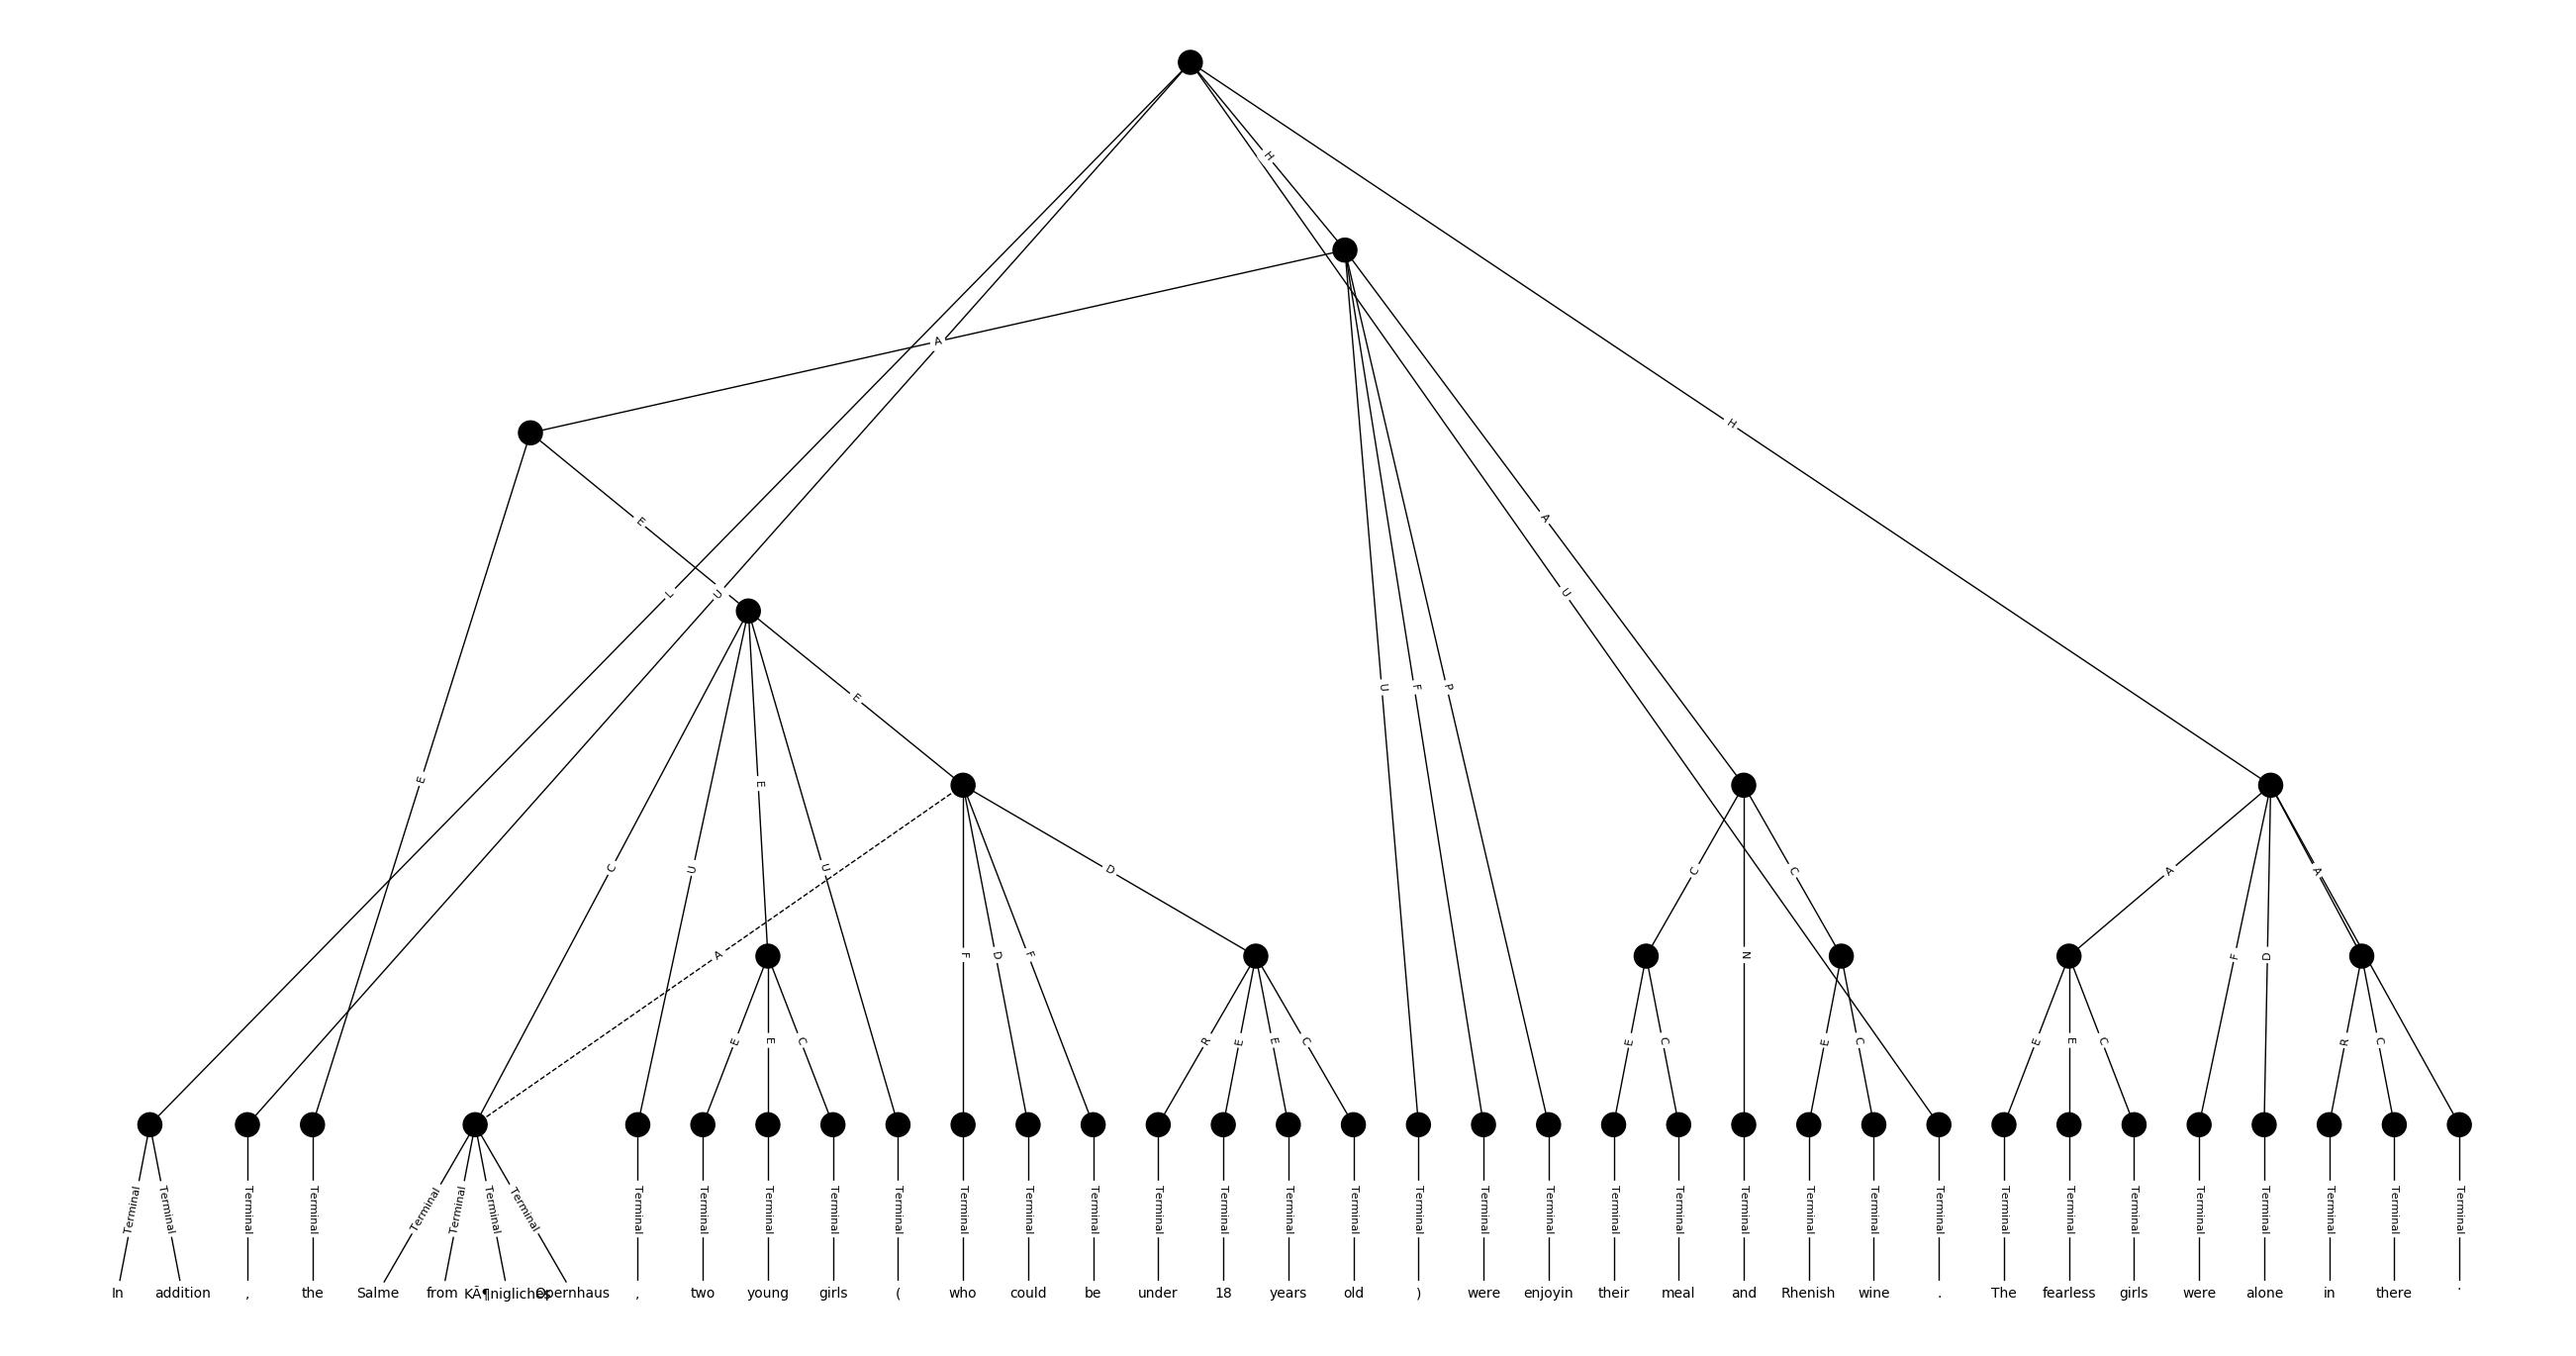 H
A
H
E
A
L
U
U
E
U
F
P
E
C
U
E
U
D
C
C
A
A
A
F
D
F
N
F
D
E
E
C
R
E
E
C
E
C
E
C
E
E
C
R
C
Terminal Terminal Terminal Terminal Terminal Terminal Terminal Terminal Terminal Terminal Terminal Terminal Terminal Terminal Terminal Terminal Terminal Terminal Terminal Terminal Terminal Terminal Terminal Terminal Terminal Terminal Terminal Terminal Terminal Terminal Terminal Terminal Terminal Terminal Terminal Terminal Terminal
In addition , the Salme from KÃ¶nigliches Opernhaus , two young girls ( who could be under 18 years old ) were enjoyin their meal and Rhenish wine . The fearless girls were alone in there .